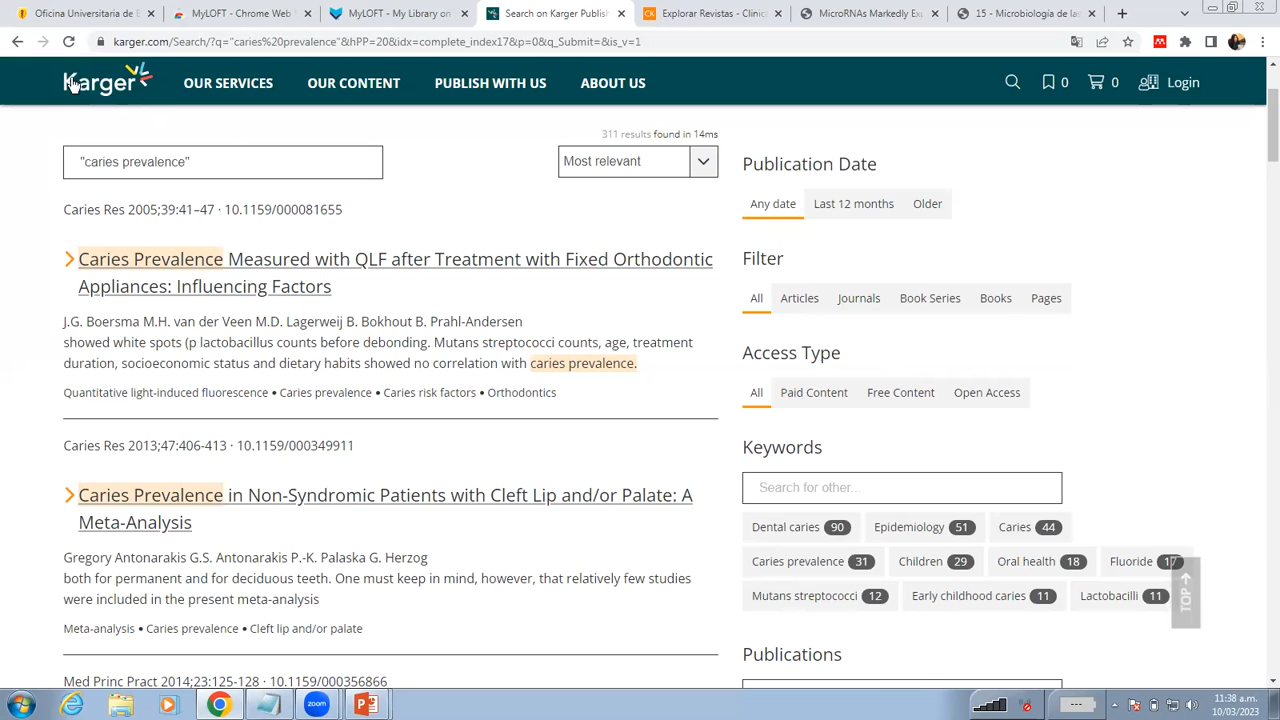 Oficina Universitaria de E
MyLOFT - Chrome Web
MyLOFT - My Library on
Search on Karger Publish
Explorar Revistas - Clinic
MicroRNAs Markedly Ex
15 - Microbiología de la
karger.com/Search/?q="caries%20prevalence"&hPP=20&idx=complete_index17&p=0&q_Submit=&is_v=1
Karger OUR SERVICES OUR CONTENT PUBLISH WITH US ABOUT US 0 0 Login
311 results found in 14ms
"caries prevalence"
Most relevant
Caries Res 2005;39:41–47 · 10.1159/000081655
Caries Prevalence Measured with QLF after Treatment with Fixed Orthodontic
Appliances: Influencing Factors
J.G. Boersma M.H. van der Veen M.D. Lagerweij B. Bokhout B. Prahl-Andersen
showed white spots (p lactobacillus counts before debonding. Mutans streptococci counts, age, treatment
duration, socioeconomic status and dietary habits showed no correlation with caries prevalence.
Quantitative light-induced fluorescence • Caries prevalence • Caries risk factors • Orthodontics
Caries Res 2013;47:406-413 · 10.1159/000349911
Caries Prevalence in Non-Syndromic Patients with Cleft Lip and/or Palate: A
Meta-Analysis
Gregory Antonarakis G.S. Antonarakis P.-K. Palaska G. Herzog
both for permanent and for deciduous teeth. One must keep in mind, however, that relatively few studies
were included in the present meta-analysis
Meta-analysis • Caries prevalence • Cleft lip and/or palate
Med Princ Pract 2014;23:125-128 · 10.1159/000356866
Publication Date
Any date Last 12 months Older
Filter
All Articles Journals Book Series Books Pages
Access Type
All Paid Content Free Content Open Access
Keywords
Search for other...
Dental caries 90 Epidemiology 51 Caries 44
Caries prevalence 31 Children 29 Oral health 18 Fluoride 17
Mutans streptococci 12 Early childhood caries 11 Lactobacilli 11
TOP
Publications
zoom
11:38 a.m.
10/03/2023